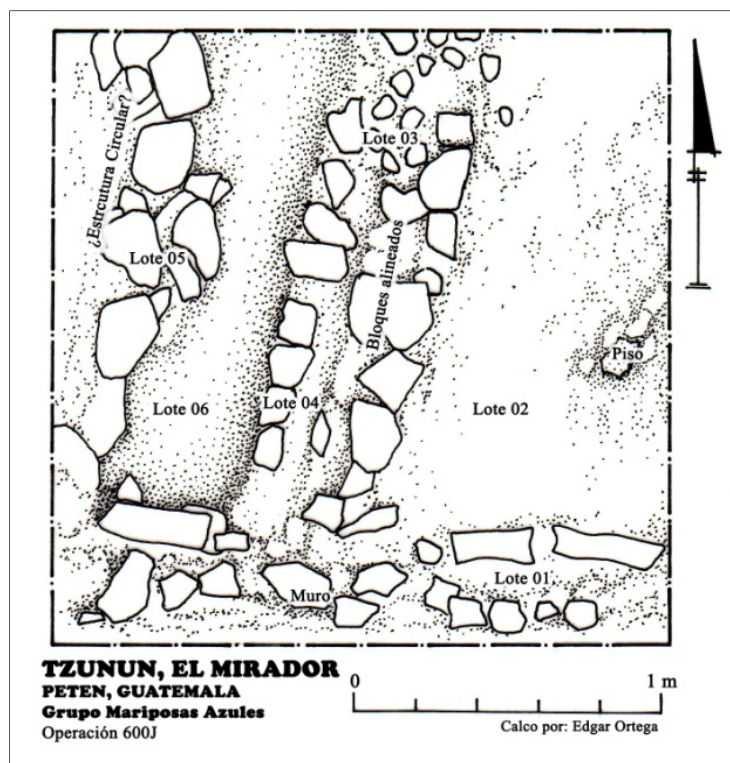 Lote 03
¿Estrcutura Circular?
Bloques alineados
Lote 05
Piso
Lote 06
Lote 04
Lote 02
Lote 01
Muro
TZUNUN, EL MIRADOR
PETEN, GUATEMALA
Grupo Mariposas Azules
Operación 600J
0 1 m
Calco por: Edgar Ortega